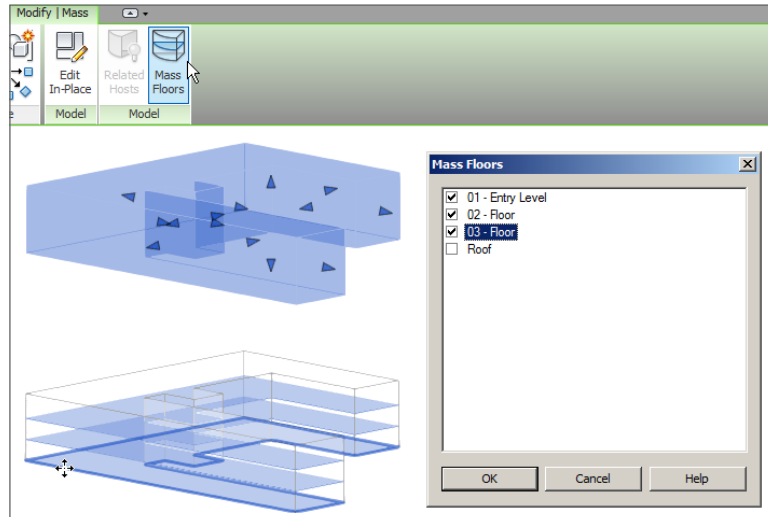 Modify | Mass
Edit
In-Place
Related
Hosts
Mass
Floors
e
Model
Model
Mass Floors
01 - Entry Level
02 - Floor
03 - Floor
Roof
OK
Cancel
Help